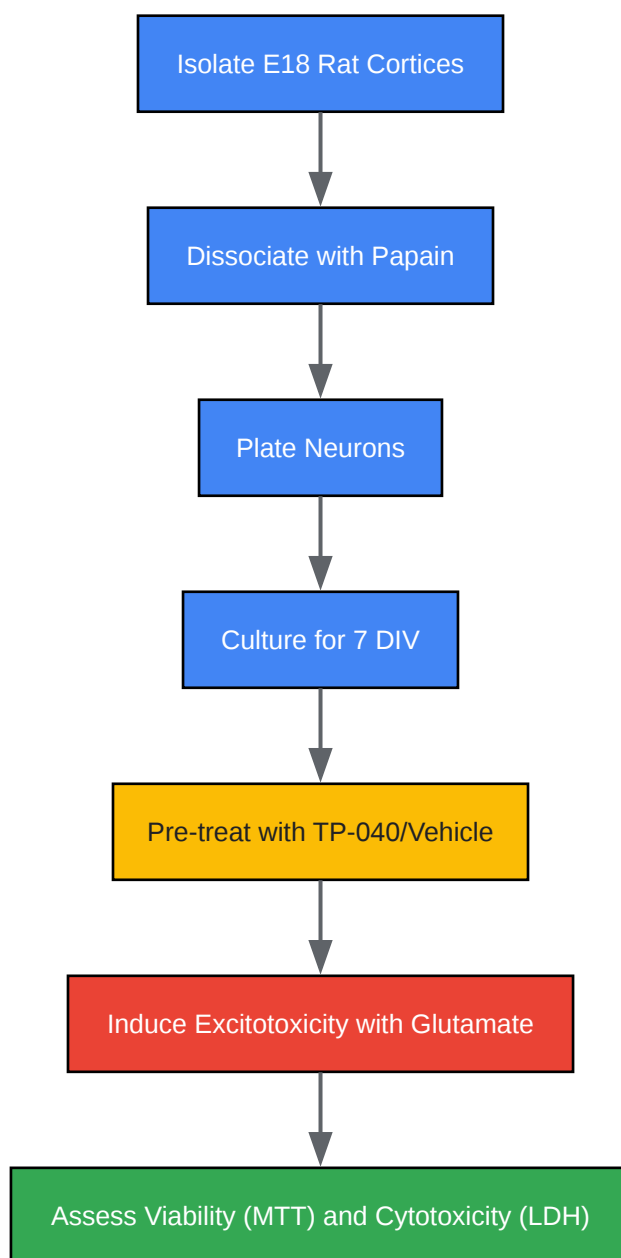 Isolate E18 Rat Cortices
Dissociate with Papain
Plate Neurons
Culture for 7 DIV
Pre-treat with TP-040/Vehicle
Induce Excitotoxicity with Glutamate
Assess Viability (MTT) and Cytotoxicity (LDH)